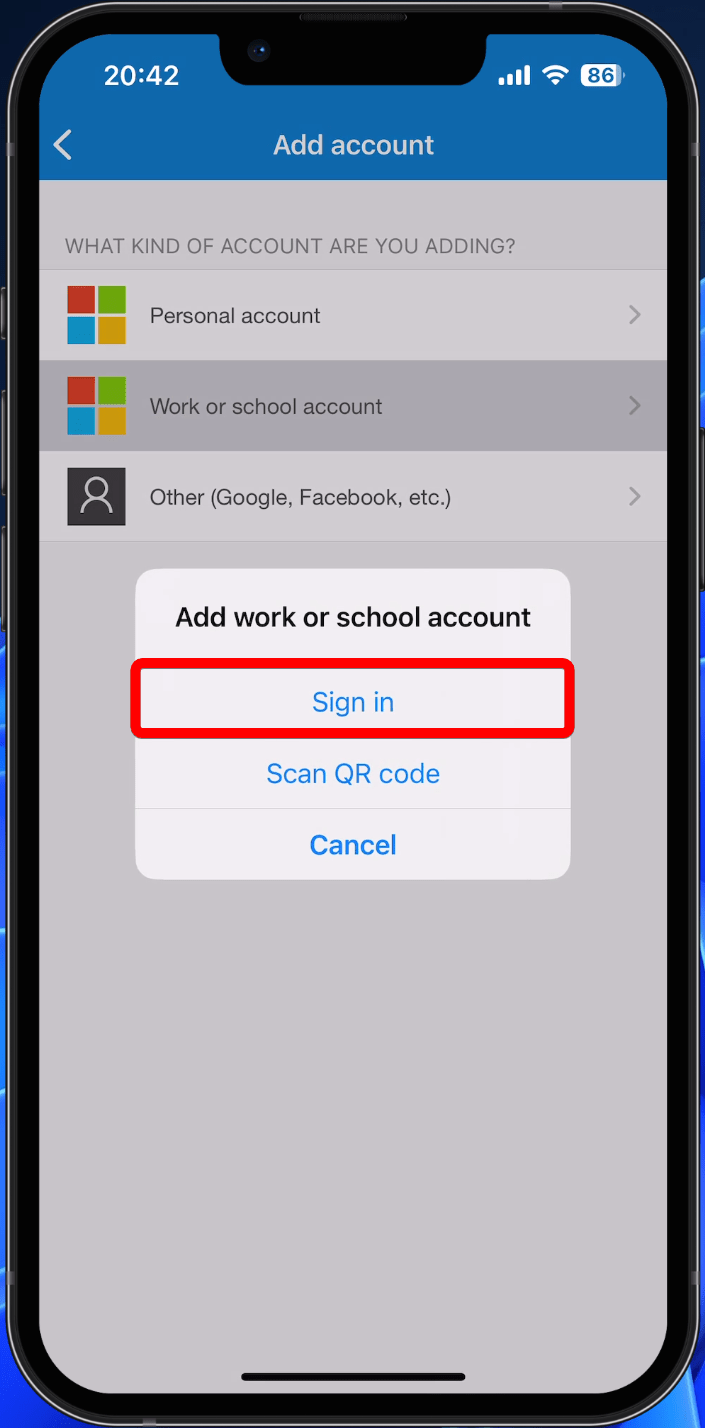 20:42
86
Add account
WHAT KIND OF ACCOUNT ARE YOU ADDING?
Personal account
Work or school account
Other (Google, Facebook, etc.)
Add work or school account
Sign in
Scan QR code
Cancel